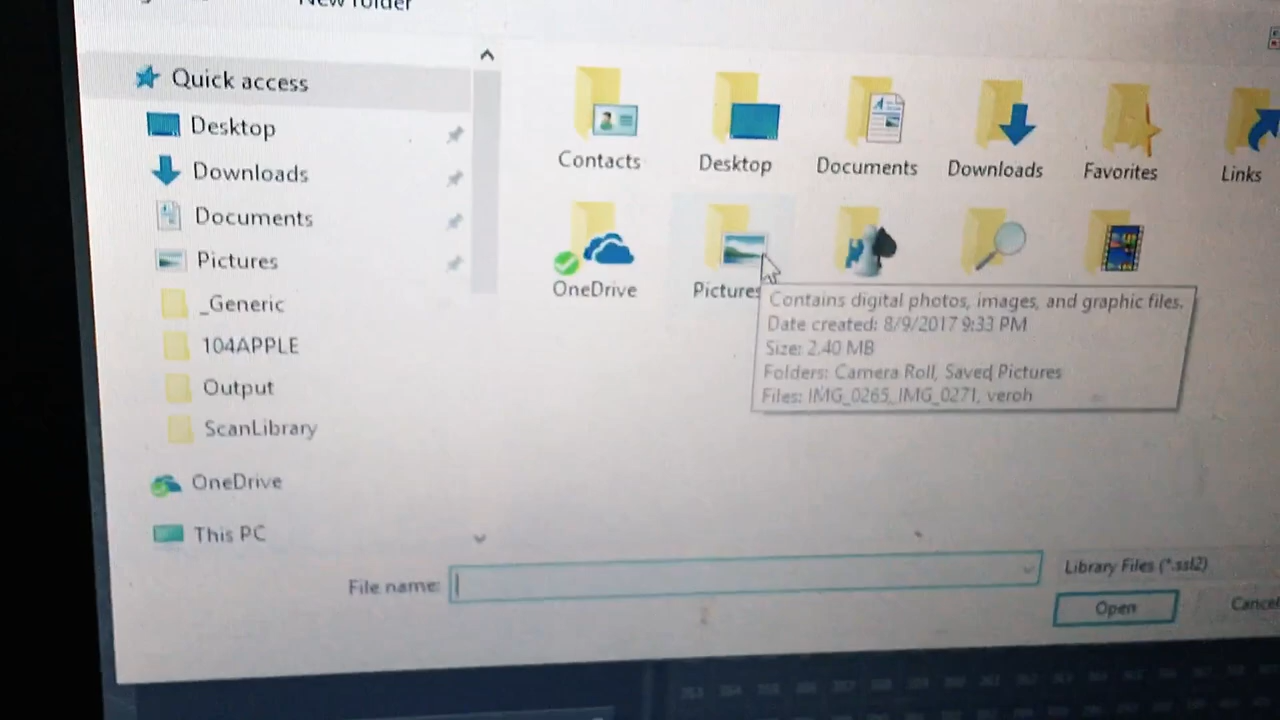 New folder
Quick access
Desktop
Downloads
Documents
Pictures
_Generic
104APPLE
Output
ScanLibrary
OneDrive
This PC
Contacts
Desktop
Documents
Downloads
Favorites
Links
OneDrive
Pictures
Contains digital photos, images, and graphic files.
Date created: 8/9/2017 9:33 PM
Size: 2.40 MB
Folders: Camera Roll, Saved Pictures
Files: IMG_0265, IMG_0271, veroh
File name:
Library Files (*.ssl2)
Open
Cancel